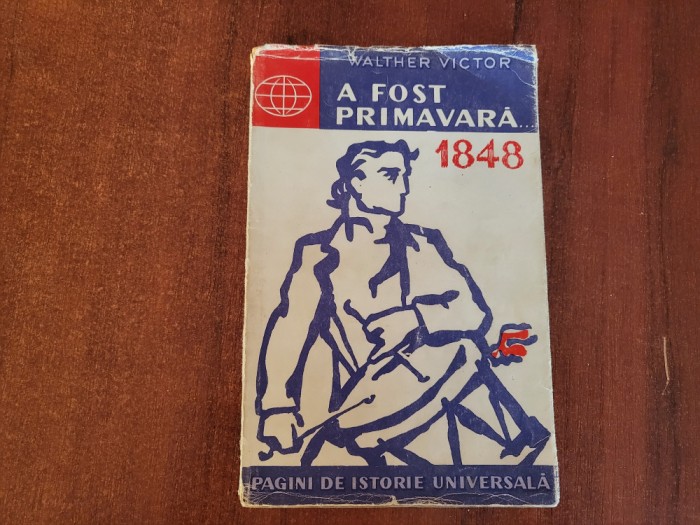 WALTHER VICTOR
A FOST
PRIMAVARĂ...
1848
PAGINI DE ISTORIE UNIVERSALĂ